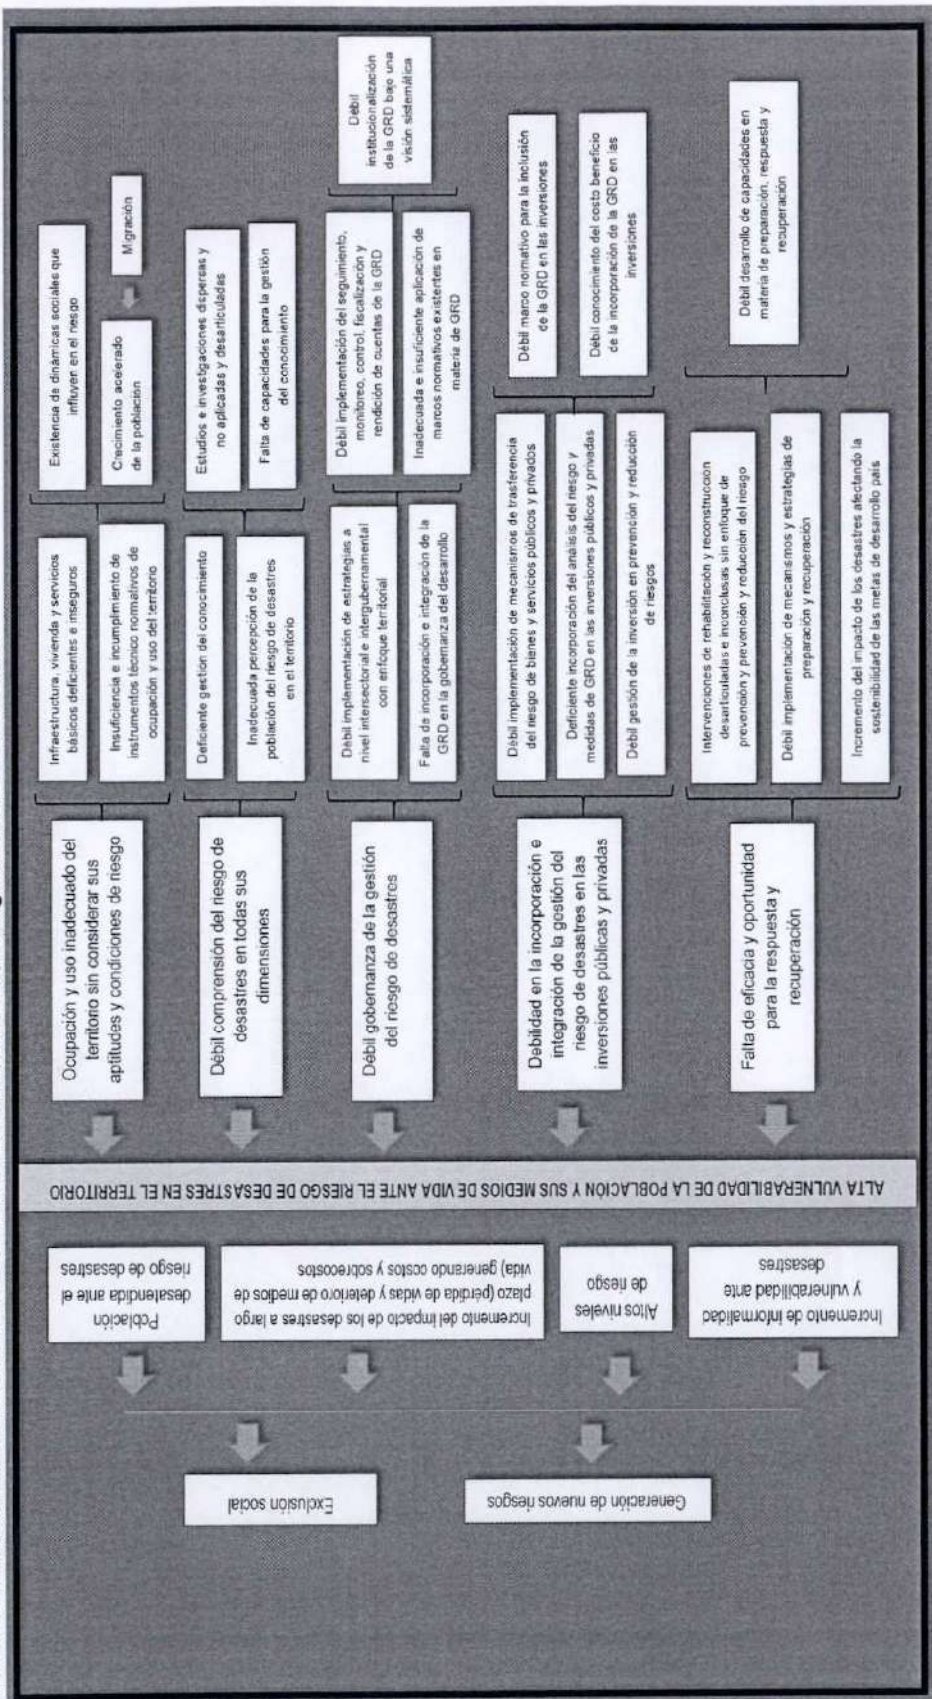 Exclusión social
Generación de nuevos riesgos
Población
desatendida ante el
riesgo de desastres
Incremento del impacto de los desastres a largo
plazo (pérdida de vidas y deterioro de medios de
vida) generando costos y sobrecostos
Altos niveles
de riesgo
Incremento de informalidad
y vulnerabilidad ante
desastres
ALTA VULNERABILIDAD DE LA POBLACIÓN Y SUS MEDIOS DE VIDA ANTE EL RIESGO DE DESASTRES EN EL TERRITORIO
Ocupación y uso inadecuado del
territorio sin considerar sus
aptitudes y condiciones de riesgo
Infraestructura, vivienda y servicios
básicos deficientes e inseguros
Insuficiencia e incumplimiento de
instrumentos técnico normativos de
ocupación y uso del territorio
Existencia de dinámicas sociales que
influyen en el riesgo
Crecimiento acelerado
de la población
Migración
Débil comprensión del riesgo de
desastres en todas sus
dimensiones
Deficiente gestion del conocimiento
Inadecuada percepción de la
población del riesgo de desastres
en el territorio
Estudios e investigaciones dispersas y
no aplicadas y desarticuladas
Falta de capacidades para la gestión
del conocimiento
Débil gobernanza de la gestión
del riesgo de desastres
Débil implementación de estrategias a
nivel intersectorial e intergubernamental
con enfoque territorial
Falta de incorporación e integración de la
GRD en la gobernanza del desarrollo
Débil implementación del seguimiento,
monitoreo, control, fiscalización y
rendición de cuentas de la GRD
Inadecuada e insuficiente aplicación de
marcos normativos existentes en
materia de GRD
Débil
institucionalización
de la GRD bajo una
visión sistemática
Debilidad en la incorporación e
integración de la gestión del
riesgo de desastres en las
inversiones públicas y privadas
Débil implementación de mecanismos de trasferencia
del riesgo de bienes y servicios públicos y privados
Deficiente incorporación del análisis del riesgo y
medidas de GRD en las inversiones públicas y privadas
Débil gestión de la inversión en prevención y reducción
de riesgos
Débil marco normativo para la inclusión
de la GRD en las inversiones
Débil conocimiento del costo beneficio
de la incorporación de la GRD en las
inversiones
Falta de eficacia y oportunidad
para la respuesta y
recuperación
Intervenciones de rehabilitación y reconstrucción
desarticuladas e inconclusas sin enfoque de
prevención y prevención y reducción del riesgo
Débil implementacion de mecanismos y estrategias de
preparación y recuperación
Incremento del impacto de los desastres afectando la
sostenibilidad de las metas de desarrollo país
Débil desarrollo de capacidades en
materia de preparación, respuesta y
recuperación